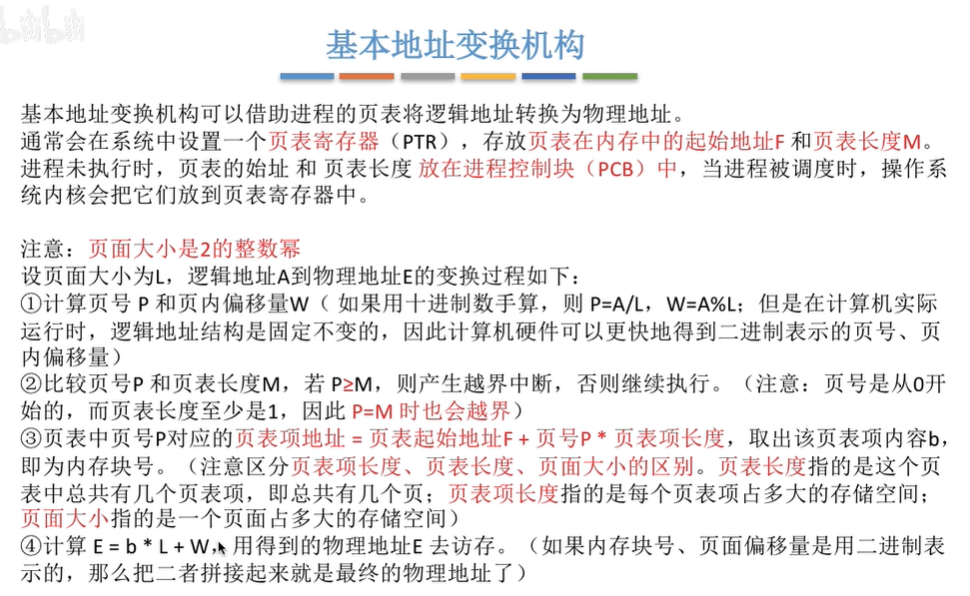 bilibili
基本地址变换机构
基本地址变换机构可以借助进程的页表将逻辑地址转换为物理地址。
通常会在系统中设置一个页表寄存器（PTR），存放页表在内存中的起始地址F 和页表长度M。
进程未执行时，页表的始址 和 页表长度 放在进程控制块（PCB）中，当进程被调度时，操作系
统内核会把它们放到页表寄存器中。
注意：页面大小是2的整数幂
设页面大小为L，逻辑地址A到物理地址E的变换过程如下：
①计算页号 P 和页内偏移量W（ 如果用十进制数手算，则 P=A/L，W=A%L；但是在计算机实际
运行时，逻辑地址结构是固定不变的，因此计算机硬件可以更快地得到二进制表示的页号、页
内偏移量）
②比较页号P 和页表长度M，若 P≥M，则产生越界中断，否则继续执行。（注意：页号是从0开
始的，而页表长度至少是1，因此 P=M 时也会越界）
③页表中页号P对应的页表项地址 = 页表起始地址F + 页号P * 页表项长度，取出该页表项内容b，
即为内存块号。（注意区分页表项长度、页表长度、页面大小的区别。页表长度指的是这个页
表中总共有几个页表项，即总共有几个页；页表项长度指的是每个页表项占多大的存储空间；
页面大小指的是一个页面占多大的存储空间）
④计算 E = b * L + W，用得到的物理地址E 去访存。（如果内存块号、页面偏移量是用二进制表
示的，那么把二者拼接起来就是最终的物理地址了）